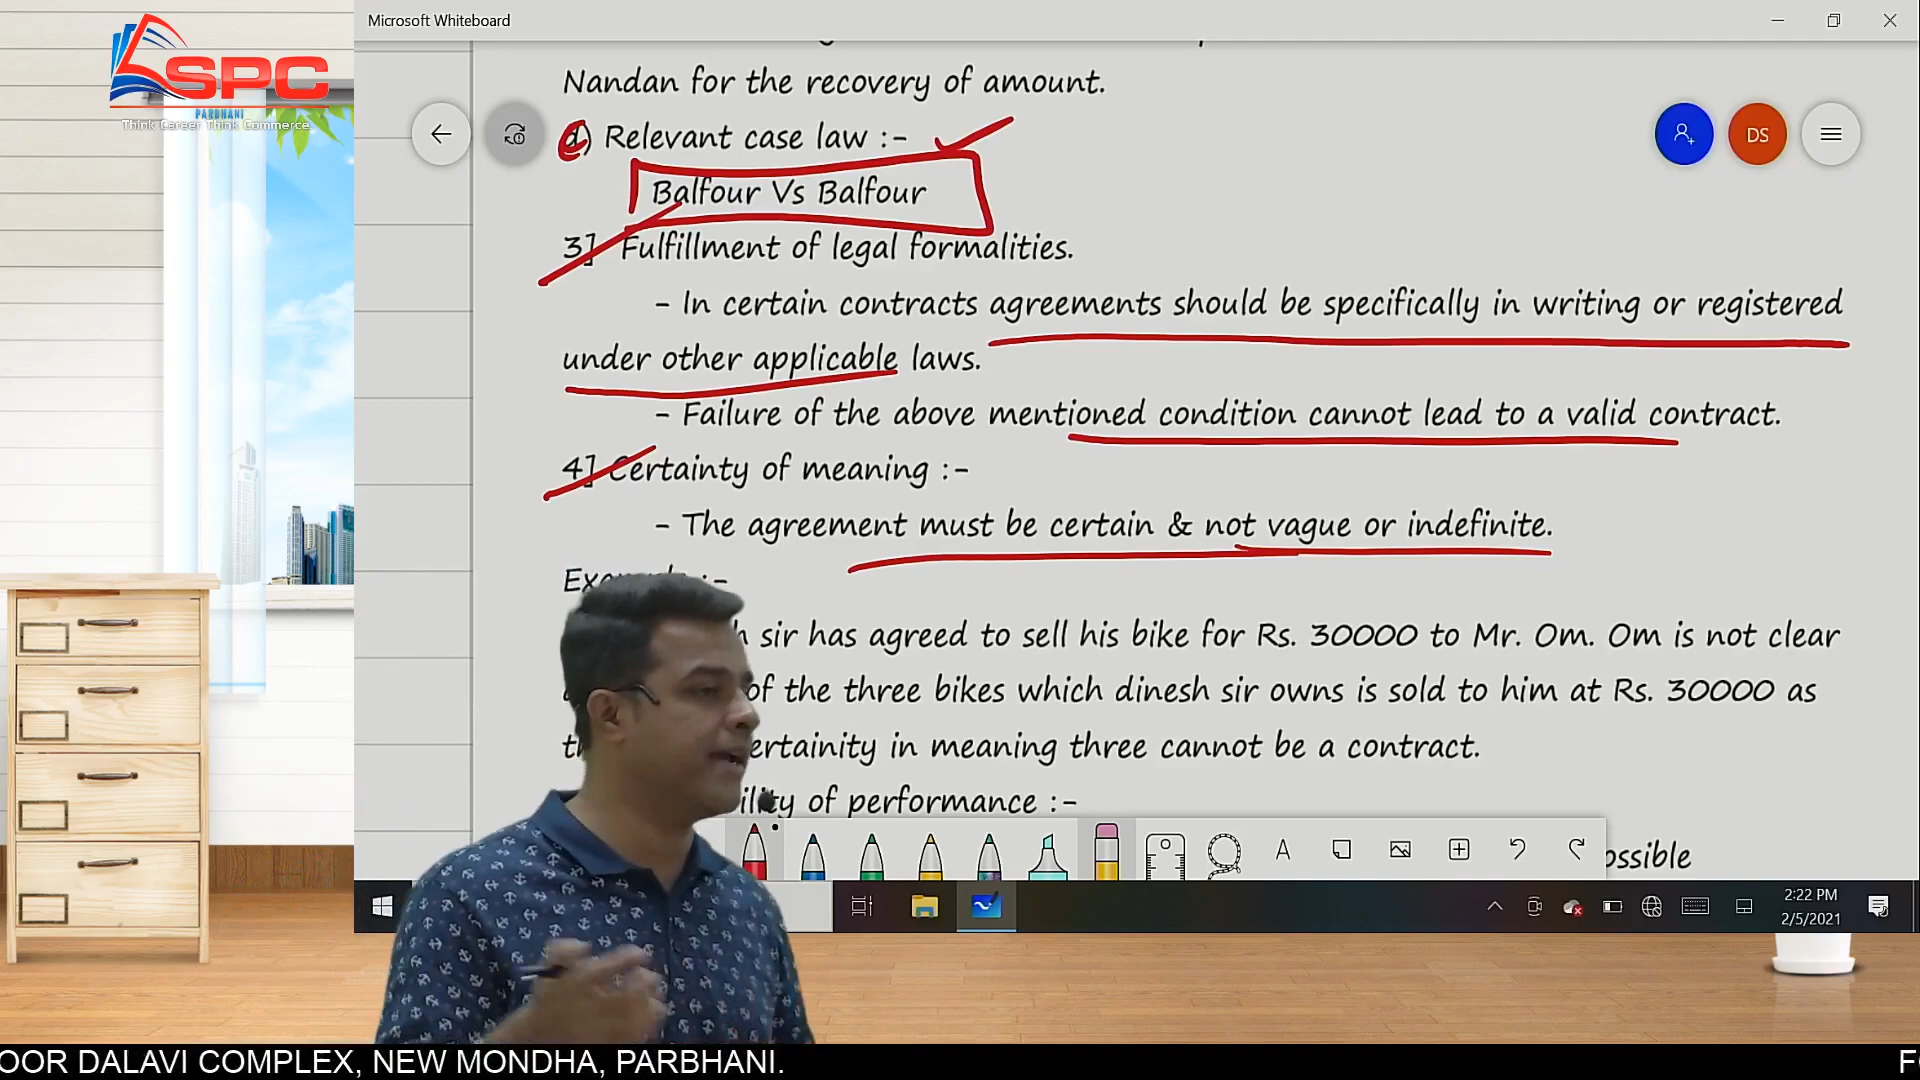 Microsoft Whiteboard
SPC
PARBHANI
Think Career Think Commerce.
Nandan for the recovery of amount.
) Relevant case law :-
Balfour Vs Balfour
DS
3] Fulfillment of legal formalities.
- In certain contracts agreements should be specifically in writing or registered
under other applicable laws.
- Failure of the above mentioned condition cannot lead to a valid contract.
4] Certainty of meaning :-
- The agreement must be certain & not vague or indefinite.
:-
sir has agreed to sell his bike for Rs. 30000 to Mr. Om. Om is not clear
of the three bikes which dinesh sir owns is sold to him at Rs. 30000 as
in meaning three cannot be a contract.
of performance :-
2:22 PM
2/5/2021
DALAVI COMPLEX, NEW MONDHA, PARBHANI.